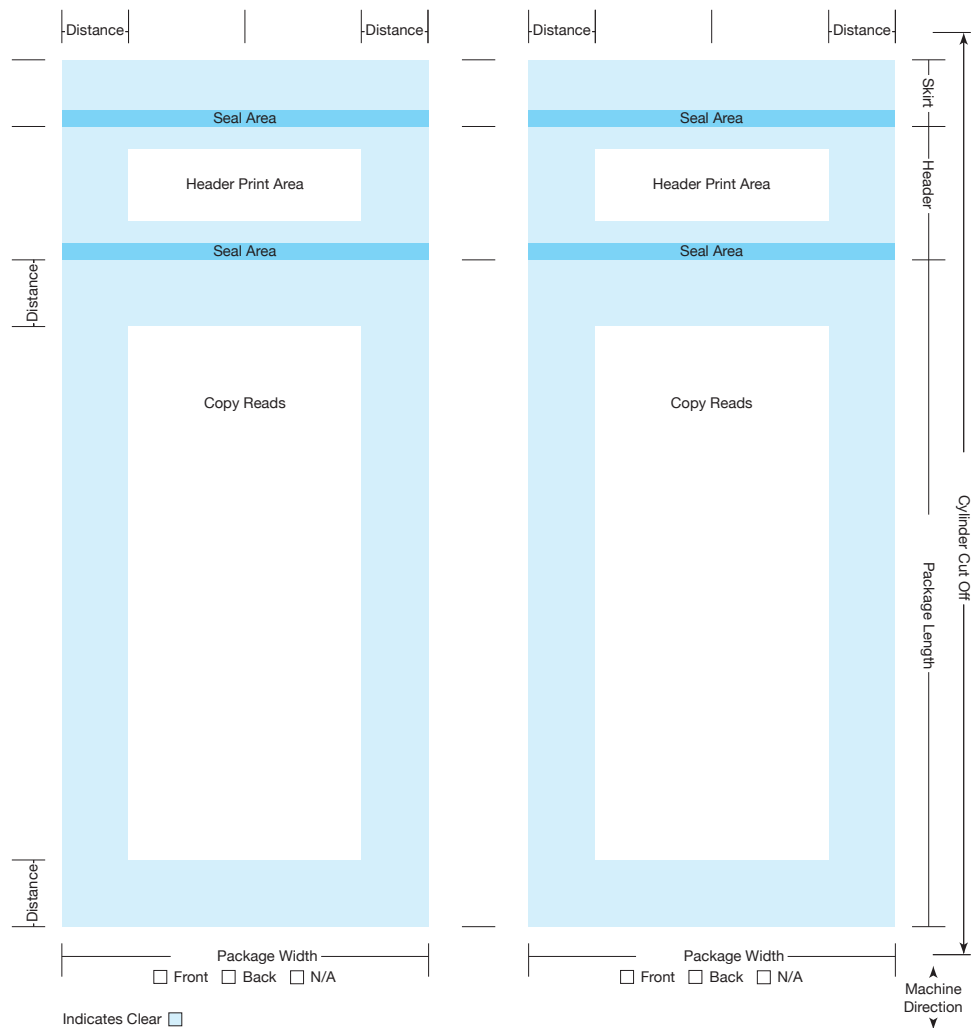 Distance Distance Distance Distance
Skirt
Seal Area Seal Area
Header Print Area Header Print Area
Header
Seal Area Seal Area
Distance
Copy Reads Copy Reads
Cylinder Cut Off
Package Length
Distance
Package Width Package Width
Front Back N/A Front Back N/A
Machine
Direction
Indicates Clear